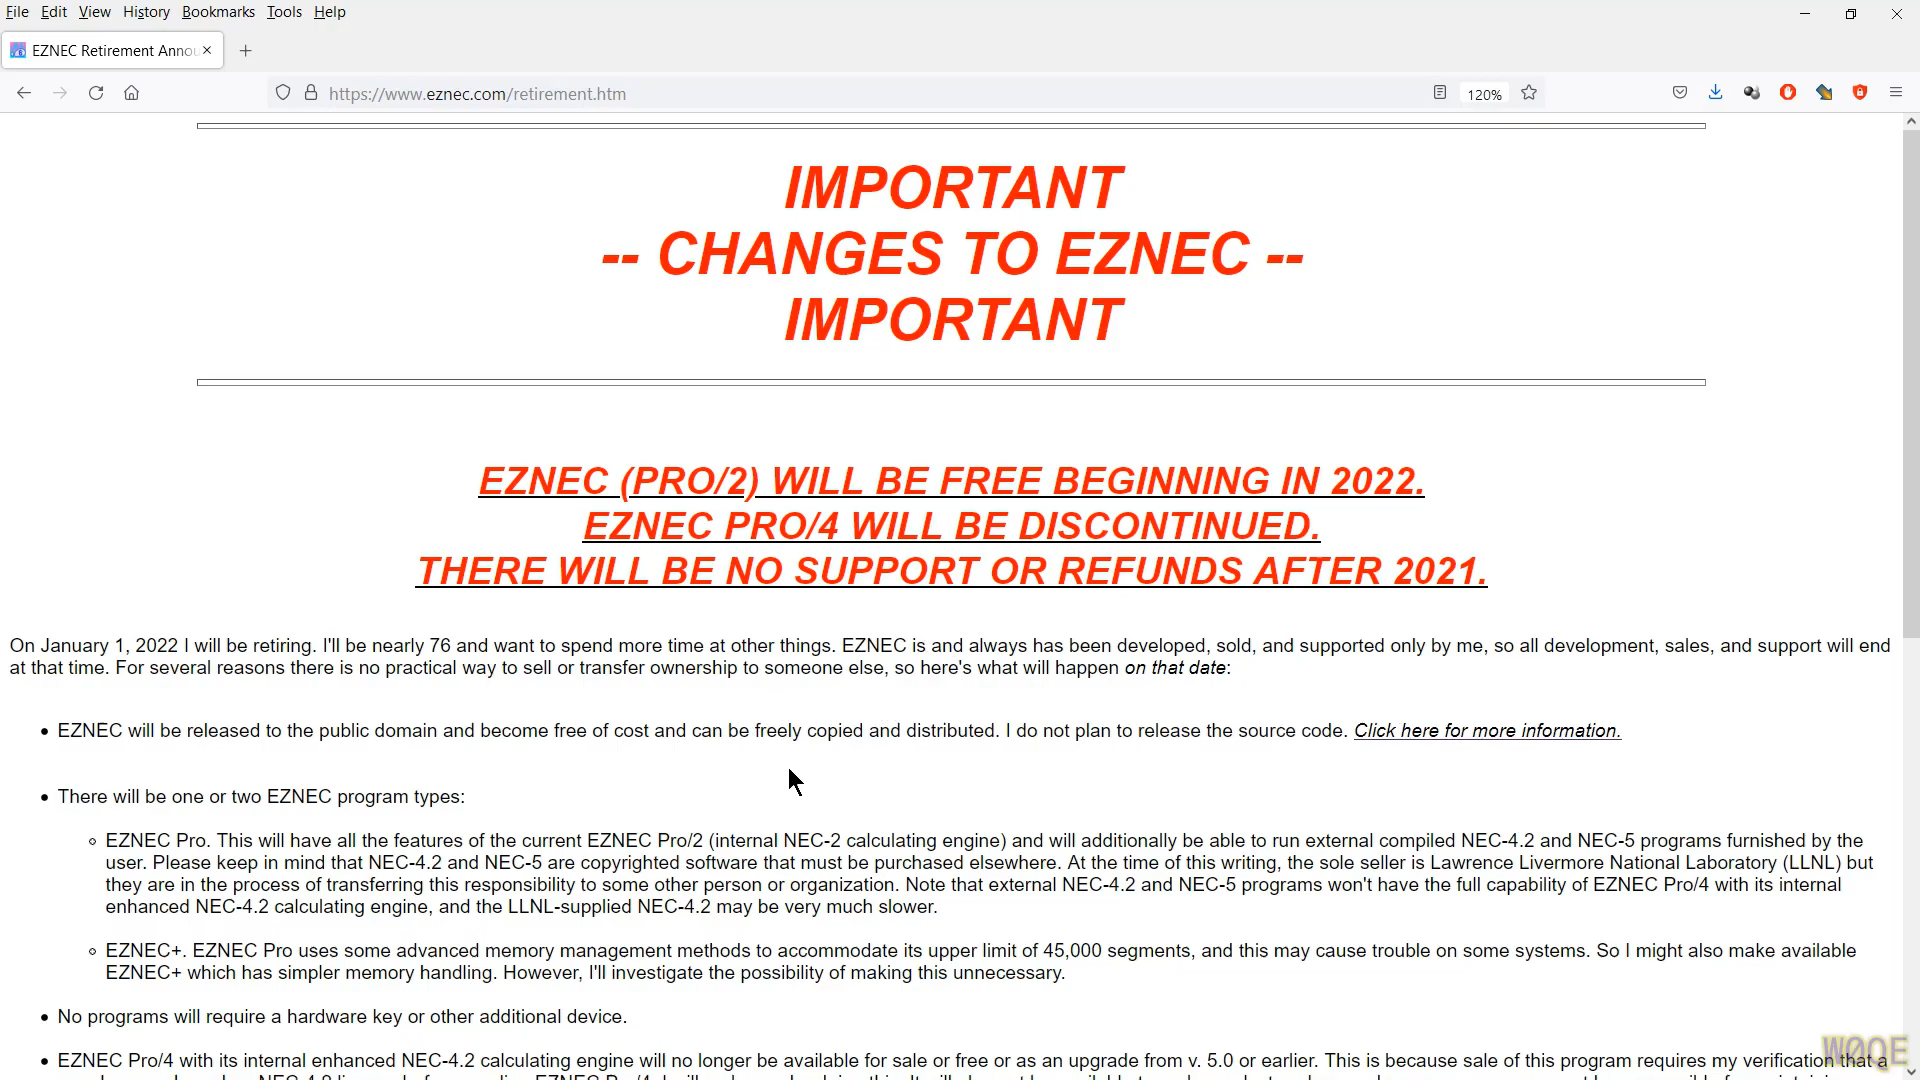 File Edit View History Bookmarks Tools Help
EZNEC Retirement Annou
https://www.eznec.com/retirement.htm
120%
IMPORTANT
-- CHANGES TO EZNEC --
IMPORTANT
EZNEC (PRO/2) WILL BE FREE BEGINNING IN 2022.
EZNEC PRO/4 WILL BE DISCONTINUED.
THERE WILL BE NO SUPPORT OR REFUNDS AFTER 2021.
On January 1, 2022 I will be retiring. I'll be nearly 76 and want to spend more time at other things. EZNEC is and always has been developed, sold, and supported only by me, so all development, sales, and support will end
at that time. For several reasons there is no practical way to sell or transfer ownership to someone else, so here's what will happen on that date:
• EZNEC will be released to the public domain and become free of cost and can be freely copied and distributed. I do not plan to release the source code. Click here for more information.
• There will be one or two EZNEC program types:
◦ EZNEC Pro. This will have all the features of the current EZNEC Pro/2 (internal NEC-2 calculating engine) and will additionally be able to run external compiled NEC-4.2 and NEC-5 programs furnished by the
user. Please keep in mind that NEC-4.2 and NEC-5 are copyrighted software that must be purchased elsewhere. At the time of this writing, the sole seller is Lawrence Livermore National Laboratory (LLNL) but
they are in the process of transferring this responsibility to some other person or organization. Note that external NEC-4.2 and NEC-5 programs won't have the full capability of EZNEC Pro/4 with its internal
enhanced NEC-4.2 calculating engine, and the LLNL-supplied NEC-4.2 may be very much slower.
◦ EZNEC+. EZNEC Pro uses some advanced memory management methods to accommodate its upper limit of 45,000 segments, and this may cause trouble on some systems. So I might also make available
EZNEC+ which has simpler memory handling. However, I'll investigate the possibility of making this unnecessary.
• No programs will require a hardware key or other additional device.
• EZNEC Pro/4 with its internal enhanced NEC-4.2 calculating engine will no longer be available for sale or free or as an upgrade from v. 5.0 or earlier. This is because sale of this program requires my verification that a
WØQE